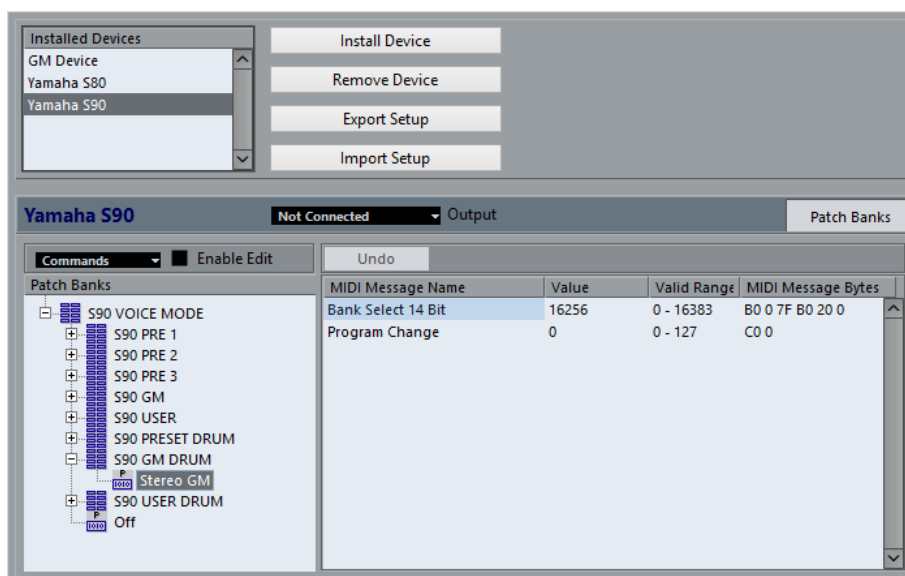 Installed Devices
GM Device
Yamaha S80
Yamaha S90
Install Device
Remove Device
Export Setup
Import Setup
Yamaha S90 Not Connected Output Patch Banks
Commands Enable Edit Undo
Patch Banks
S90 VOICE MODE
S90 PRE 1
S90 PRE 2
S90 PRE 3
S90 GM
S90 USER
S90 PRESET DRUM
S90 GM DRUM
Stereo GM
S90 USER DRUM
Off
MIDI Message Name Value Valid Range MIDI Message Bytes
Bank Select 14 Bit 16256 0 - 16383 B0 0 7F B0 20 0
Program Change 0 0 - 127 C0 0